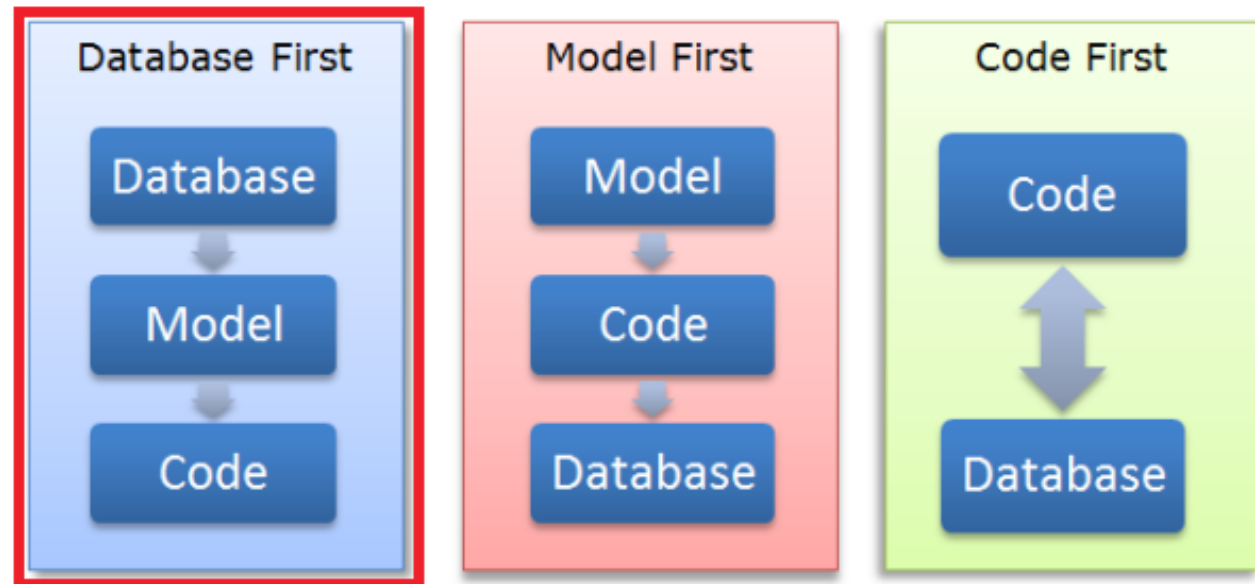 Database First
Database
Model
Code
Model First
Model
Code
Database
Code First
Code
Database